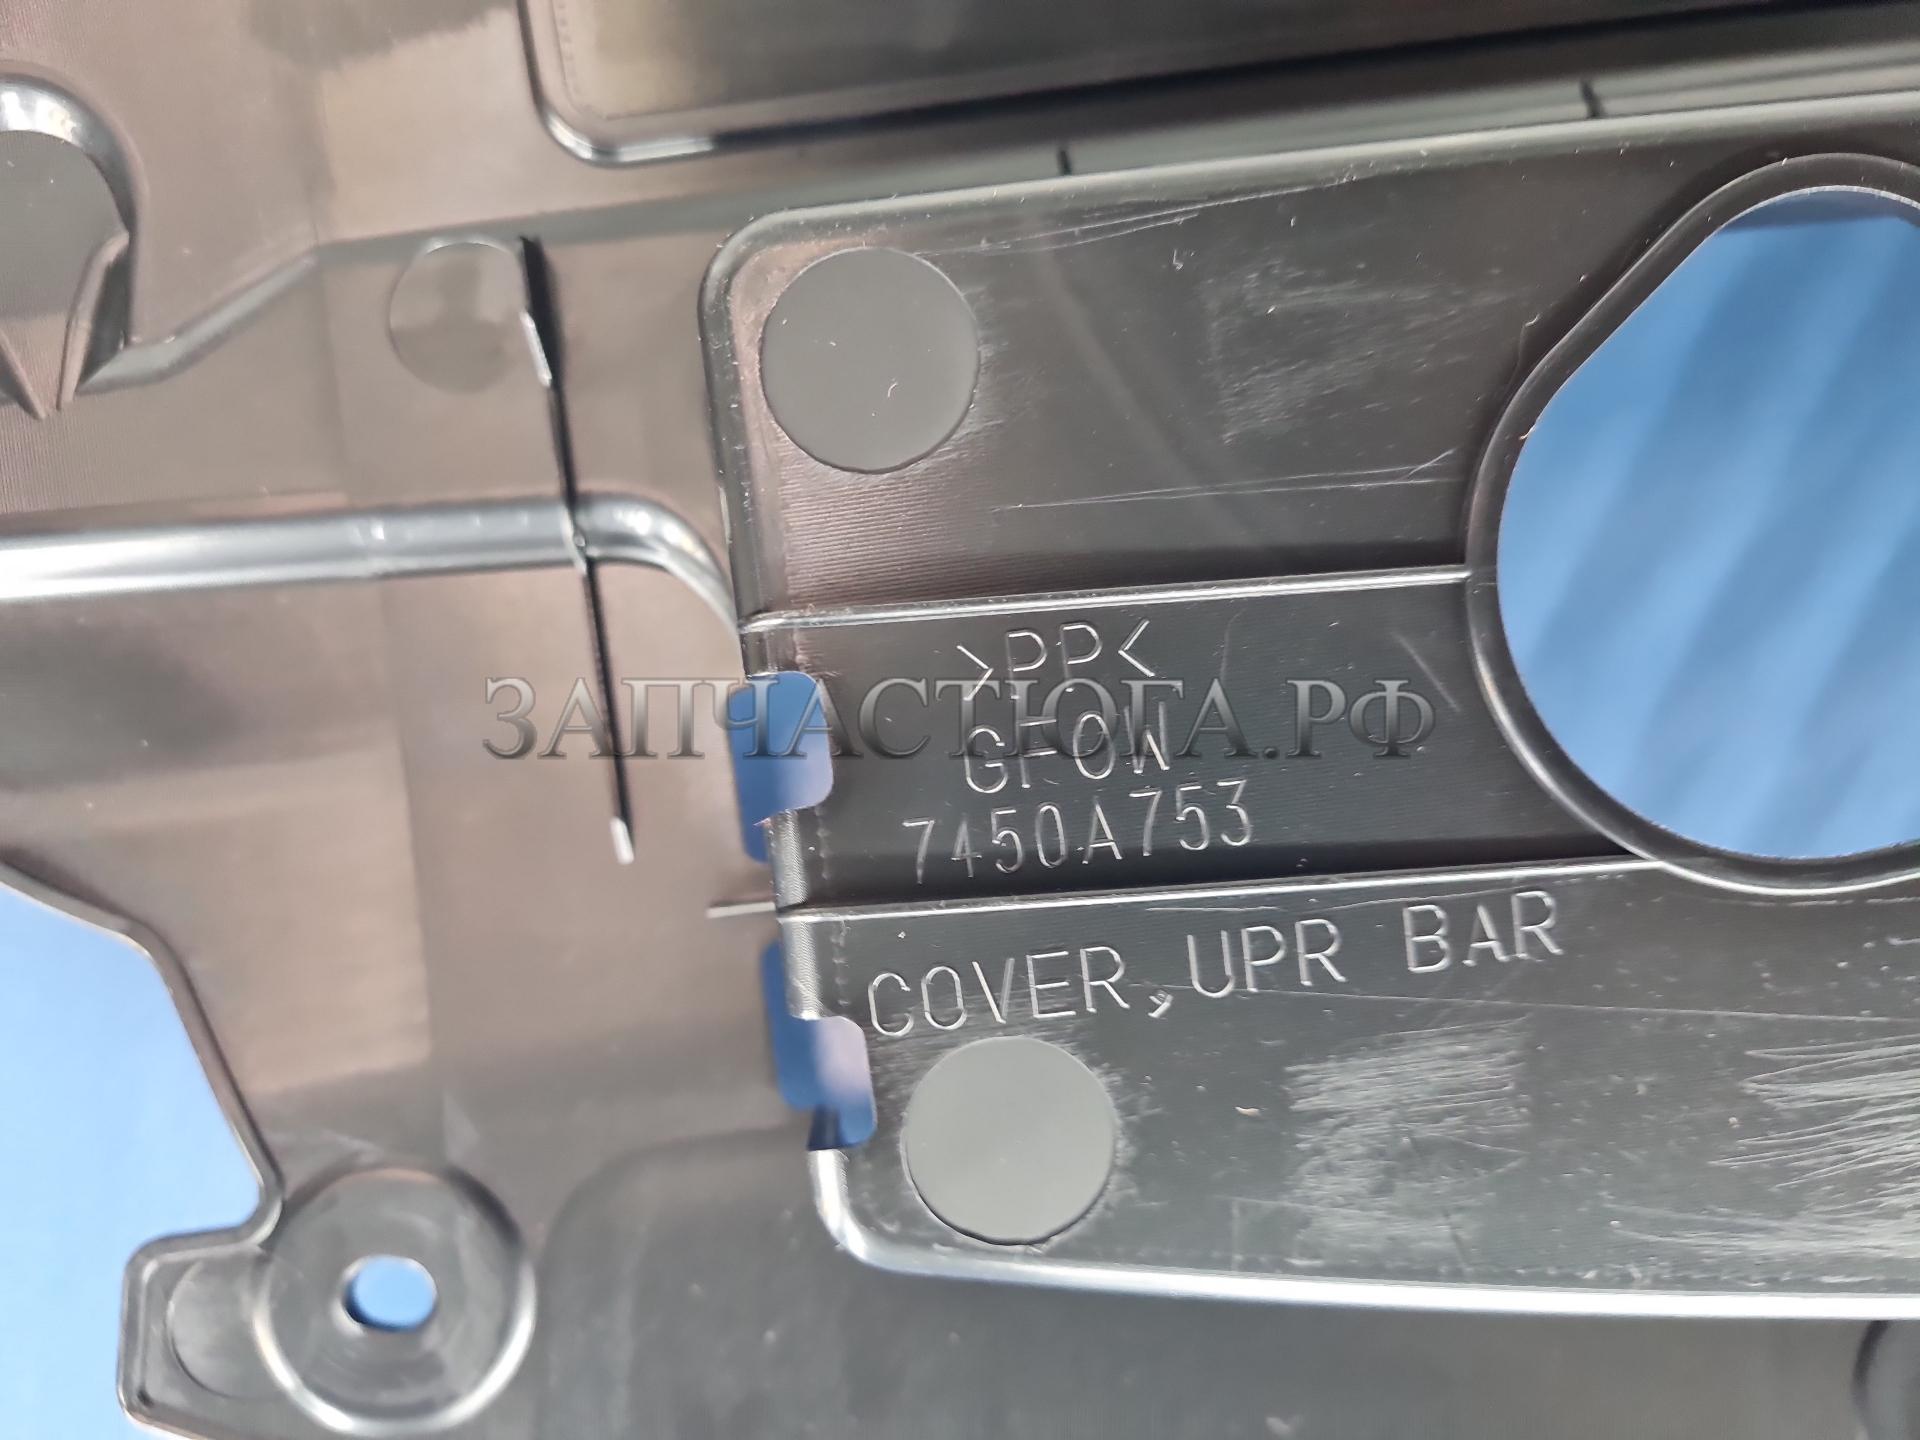 >PP<
ЗАПЧАСТЮГА.РФ
GF0W
7450A753
COVER, UPR BAR